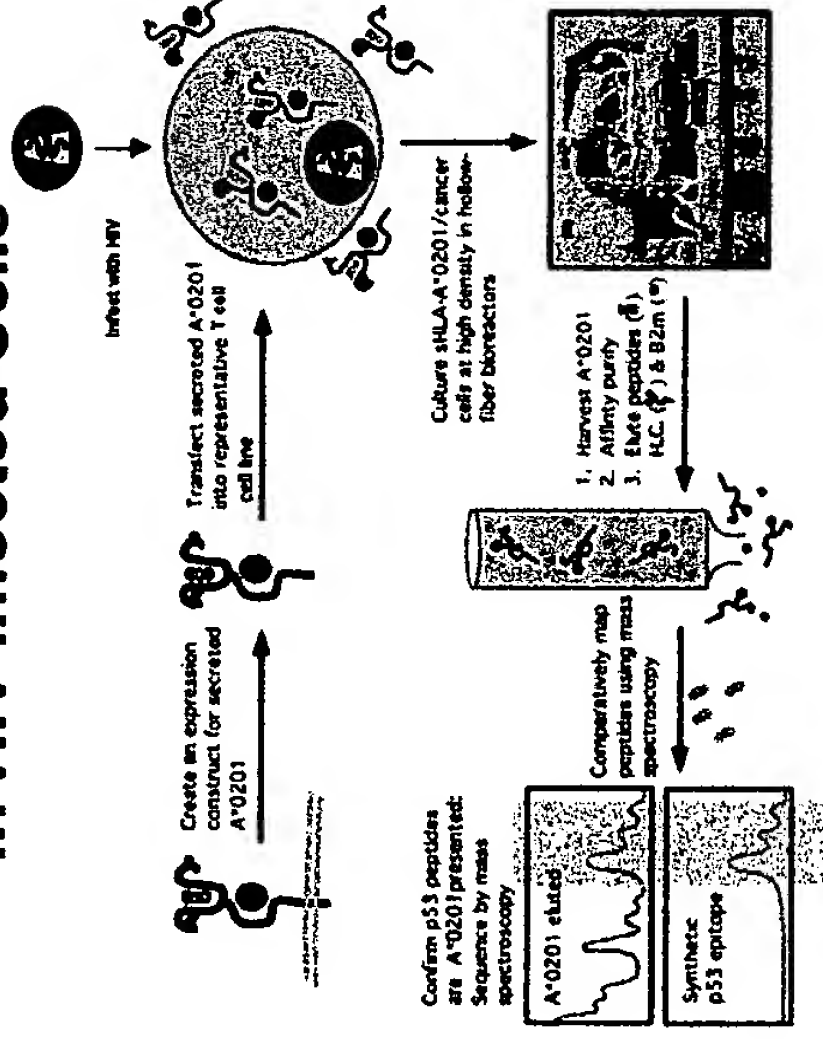 Infect with HIV
Create an expression
construct for secreted
A*0201
Transfect secreted A*0201
into representative T cell
cell line
Culture sHLA-A*0201/cancer
cells at high density in hollow-
fiber bioreactors
1. Harvest A*0201
2. Affinity purify
3. Elute peptides ( ),
H.C. ( ) & B2m ( )
Comparatively map
peptides using mass
spectroscopy
Confirm p53 peptides
are A*0201 presented:
Sequence by mass
spectroscopy
A*0201 eluted
Synthetic
p53 epitope